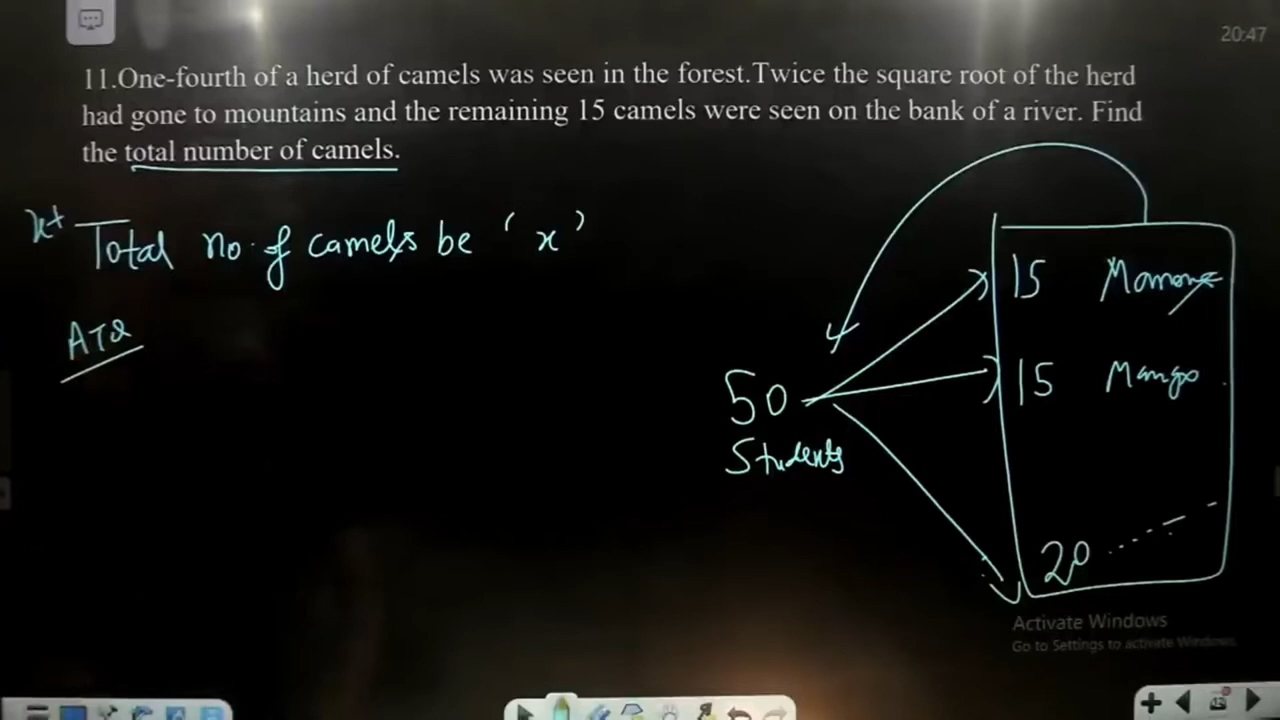 20:47
11.One-fourth of a herd of camels was seen in the forest.Twice the square root of the herd
had gone to mountains and the remaining 15 camels were seen on the bank of a river. Find
the total number of camels.
Total no. of camels be ' x '
ATQ
50
Students
15
15 Mango
20
Activate Windows
Go to Settings to activate Windows.